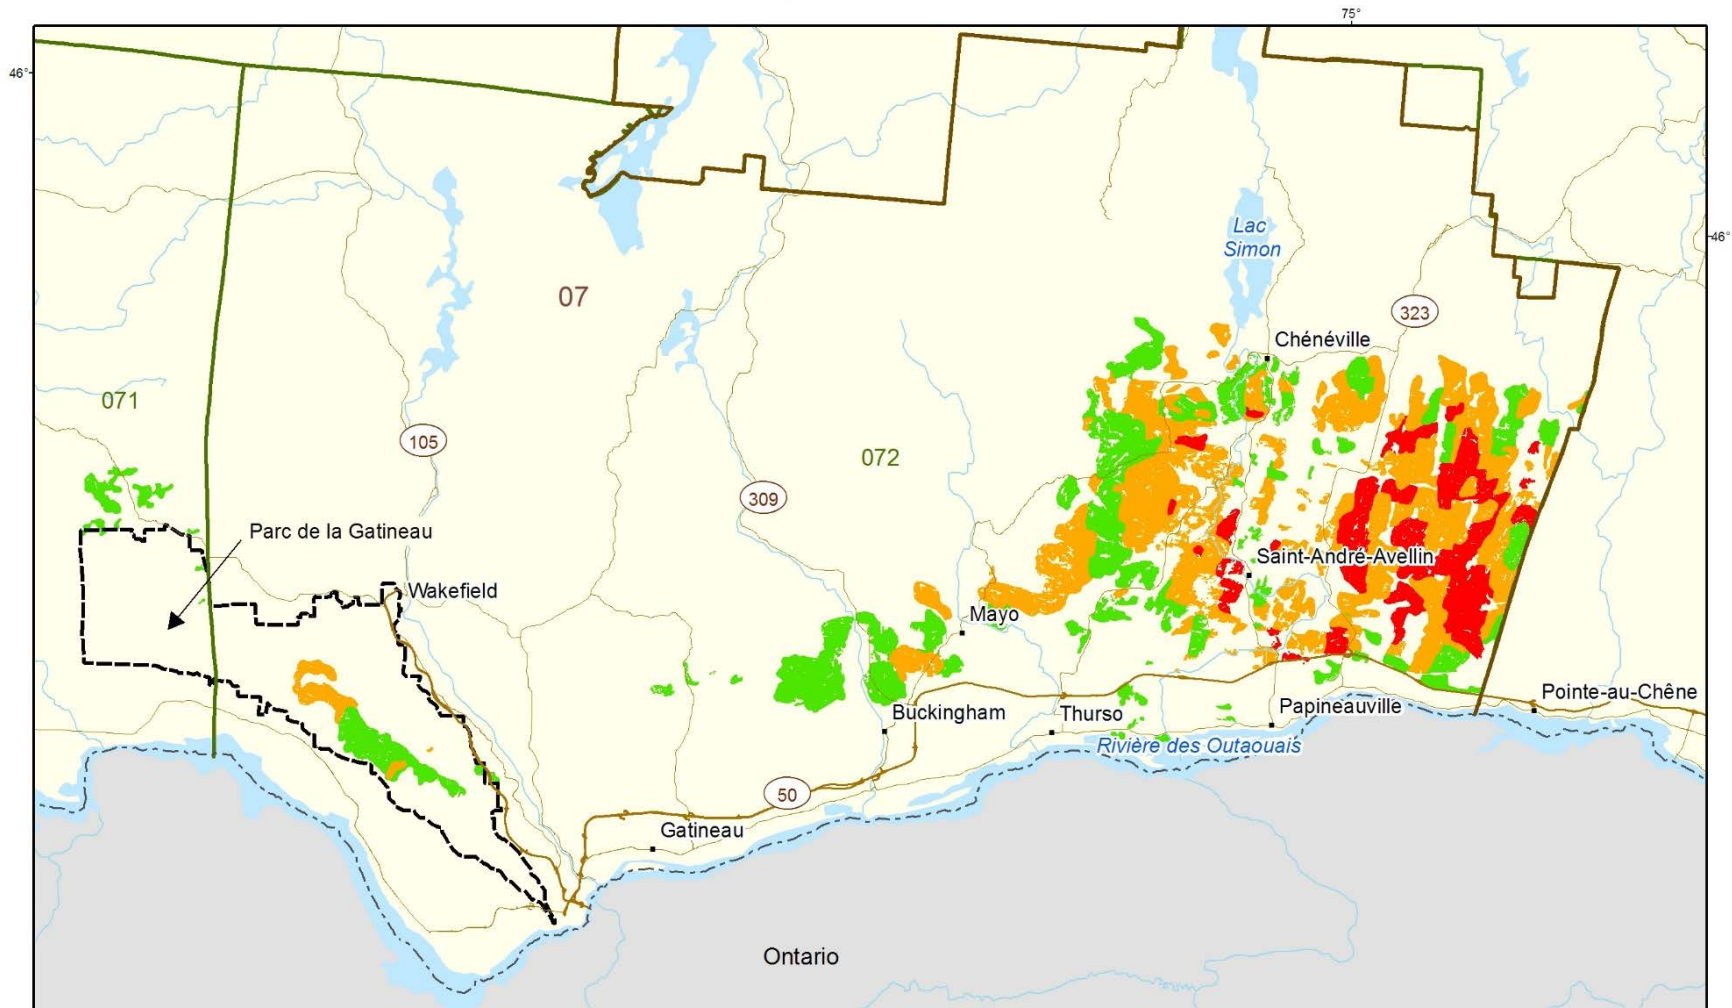 75°
46°
46°
Lac
Simon
07
323
Chénéville
071
105
072
309
Parc de la Gatineau
Saint-André-Avellin
Wakefield
Mayo
Pointe-au-Chêne
Buckingham
Thurso
Papineauville
Rivière des Outaouais
50
Gatineau
Ontario